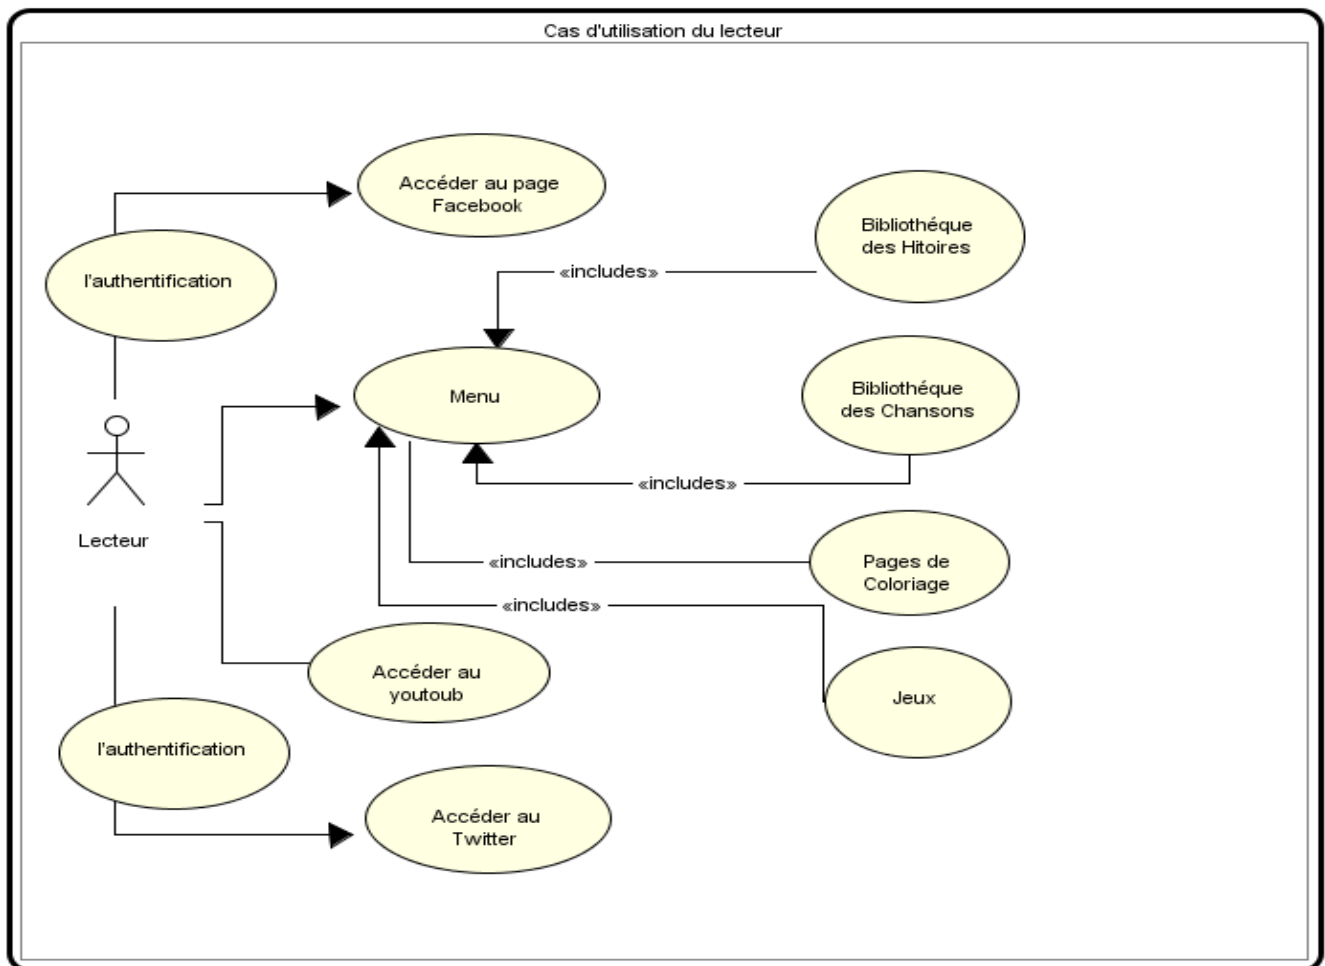 Cas d'utilisation du lecteur
Accéder au page
Facebook
Bibliothéque
des Hitoires
l'authentification
«includes»
Menu
Bibliothéque
des Chansons
«includes»
Lecteur
«includes»
Pages de
Coloriage
«includes»
Accéder au
youtoub
Jeux
l'authentification
Accéder au
Twitter